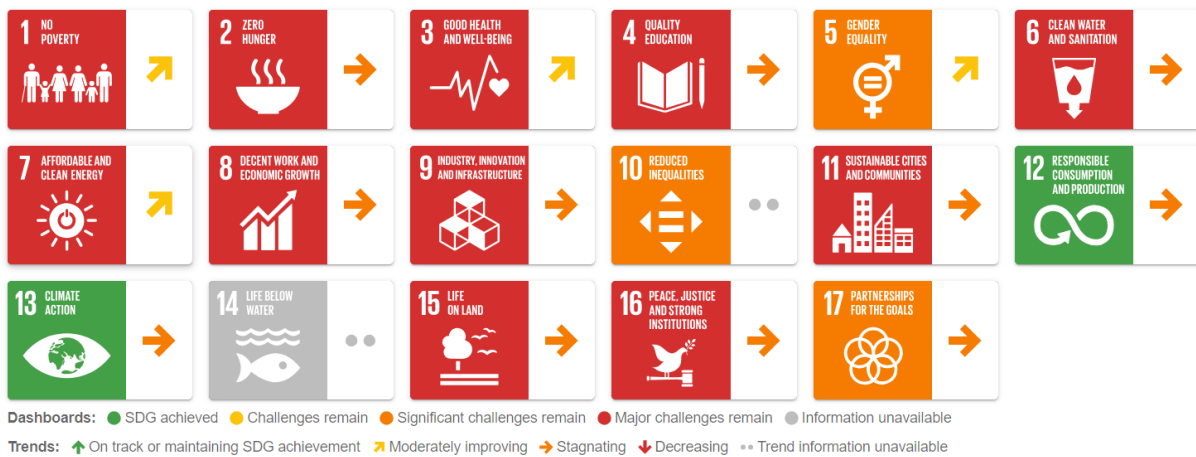 1 NO
POVERTY
2 ZERO
HUNGER
3 GOOD HEALTH
AND WELL-BEING
4 QUALITY
EDUCATION
5 GENDER
EQUALITY
6 CLEAN WATER
AND SANITATION
7 AFFORDABLE AND
CLEAN ENERGY
8 DECENT WORK AND
ECONOMIC GROWTH
9 INDUSTRY, INNOVATION
AND INFRASTRUCTURE
10 REDUCED
INEQUALITIES
11 SUSTAINABLE CITIES
AND COMMUNITIES
12 RESPONSIBLE
CONSUMPTION
AND PRODUCTION
13 CLIMATE
ACTION
14 LIFE BELOW
WATER
15 LIFE
ON LAND
16 PEACE, JUSTICE
AND STRONG
INSTITUTIONS
17 PARTNERSHIPS
FOR THE GOALS
Dashboards: SDG achieved Challenges remain Significant challenges remain Major challenges remain Information unavailable
Trends: On track or maintaining SDG achievement Moderately improving Stagnating Decreasing Trend information unavailable